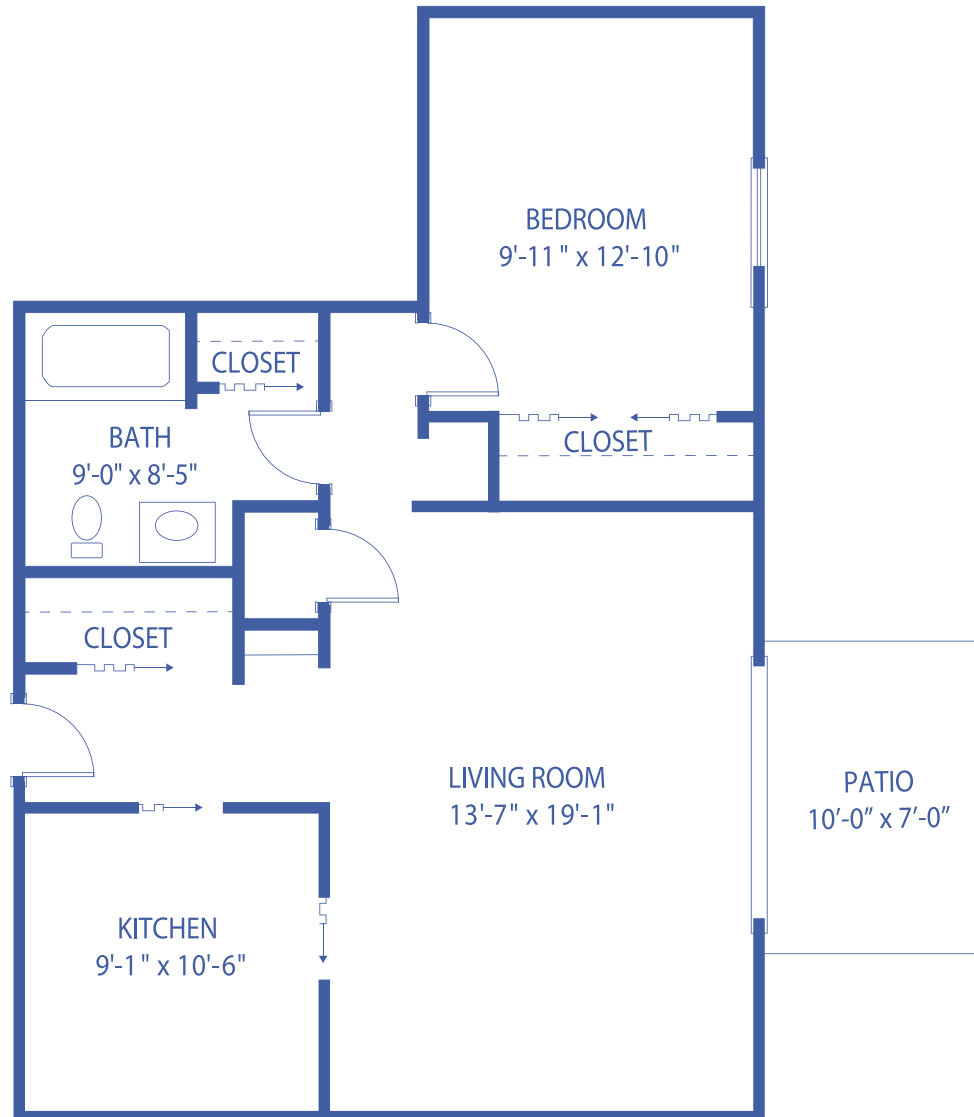 BEDROOM
9'-11" x 12'-10"
CLOSET
CLOSET
BATH
9'-0" x 8'-5"
CLOSET
LIVING ROOM
13'-7" x 19'-1"
PATIO
10’-0” x 7’-0”
KITCHEN
9'-1" x 10'-6"